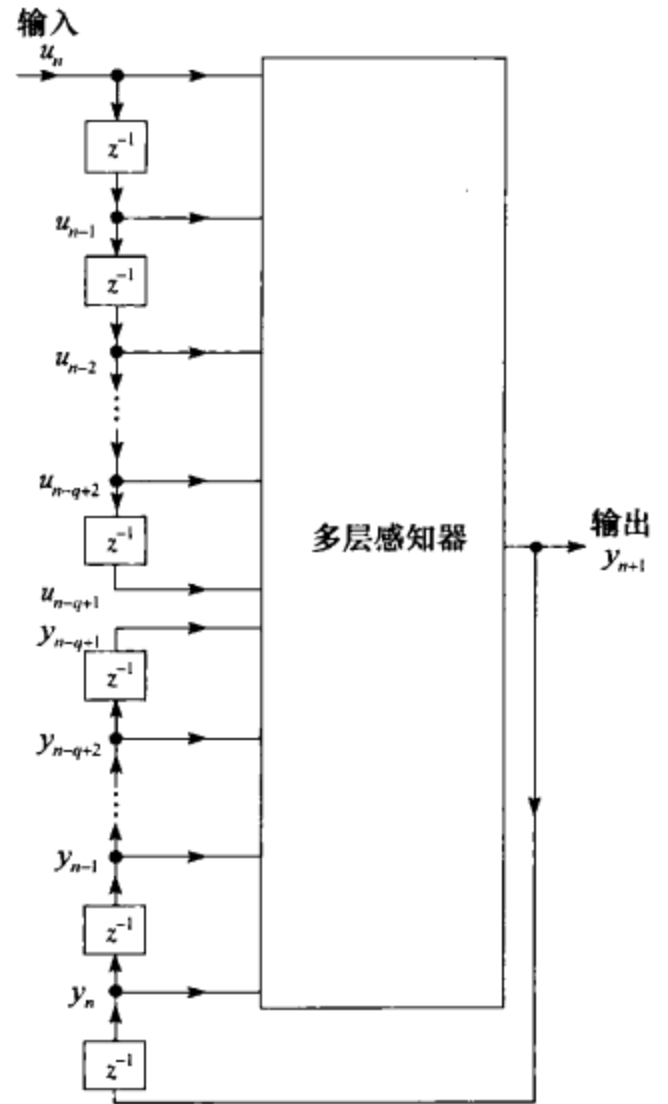 输入
u_n
z^{-1}
u_{n-1}
z^{-1}
u_{n-2}
u_{n-q+2}
z^{-1}
u_{n-q+1}
多层感知器
输出
y_{n+1}
y_{n-q+1}
z^{-1}
y_{n-q+2}
y_{n-1}
z^{-1}
y_n
z^{-1}